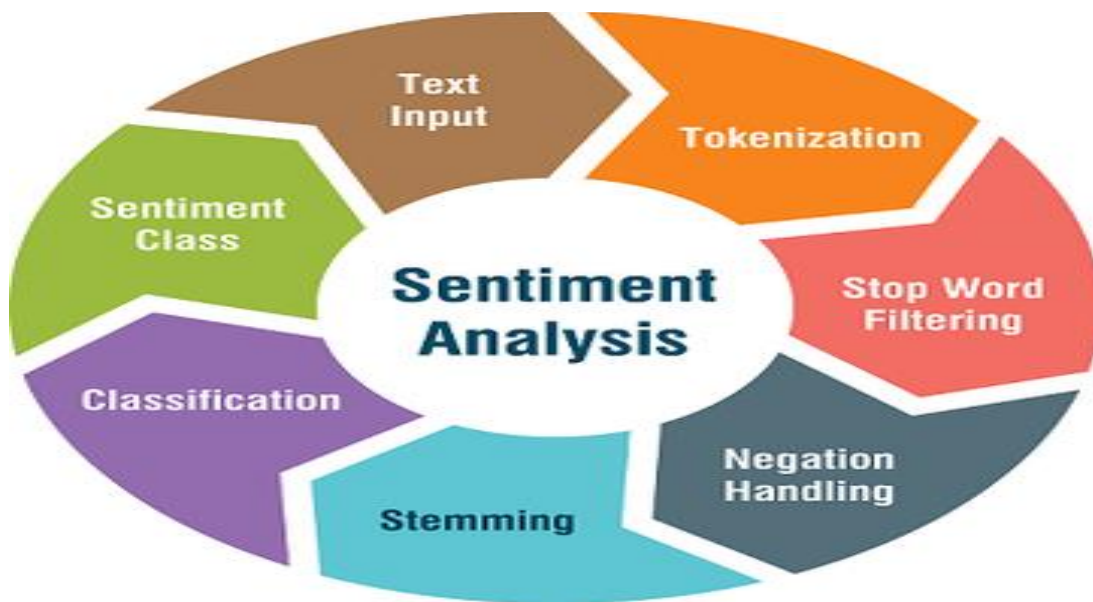 Text
Input
Tokenization
Stop Word
Filtering
Negation
Handling
Stemming
Classification
Sentiment
Class
Sentiment
Analysis